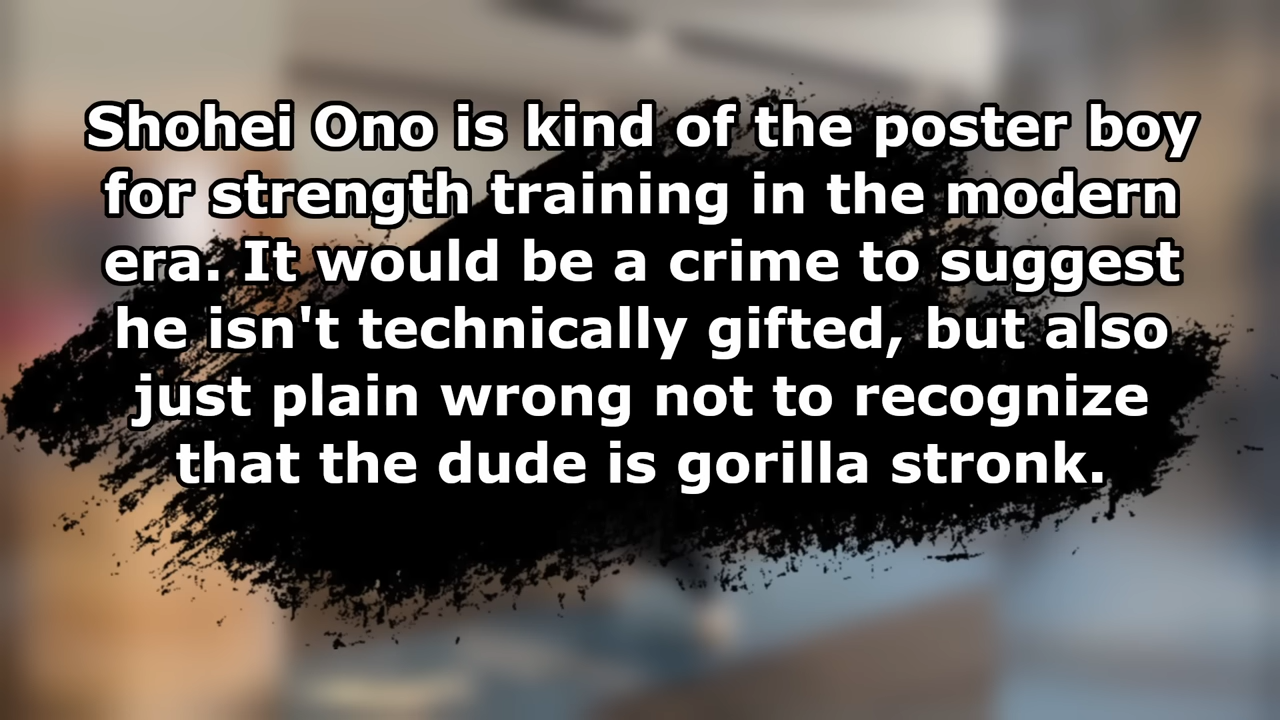 Shohei Ono is kind of the poster boy
for strength training in the modern
era. It would be a crime to suggest
he isn't technically gifted, but also
just plain wrong not to recognize
that the dude is gorilla stronk.